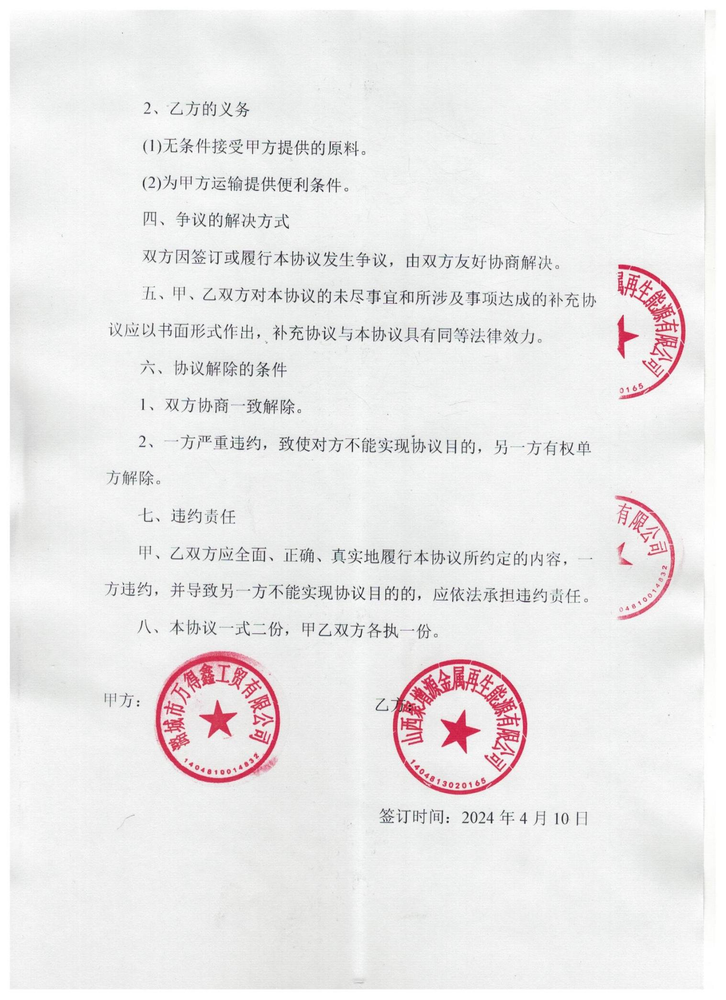 2、乙方的义务
(1)无条件接受甲方提供的原料。
(2)为甲方运输提供便利条件。
四、争议的解决方式
双方因签订或履行本协议发生争议，由双方友好协商解决。
五、甲、乙双方对本协议的未尽事宜和所涉及事项达成的补充协
议应以书面形式作出，补充协议与本协议具有同等法律效力。
属再生能源有限公司
0165
六、协议解除的条件
1、双方协商一致解除。
2、一方严重违约，致使对方不能实现协议目的，另一方有权单
方解除。
七、违约责任
甲、乙双方应全面、正确、真实地履行本协议所约定的内容，一
方违约，并导致另一方不能实现协议目的的，应依法承担违约责任。
有限公司
04810014832
八、本协议一式二份，甲乙双方各执一份。
甲方：
潞城市万得鑫工贸有限公司
1404810014832
乙方：
山西聚增源金属再生能源有限公司
1404813020165
签订时间：2024年4月10日